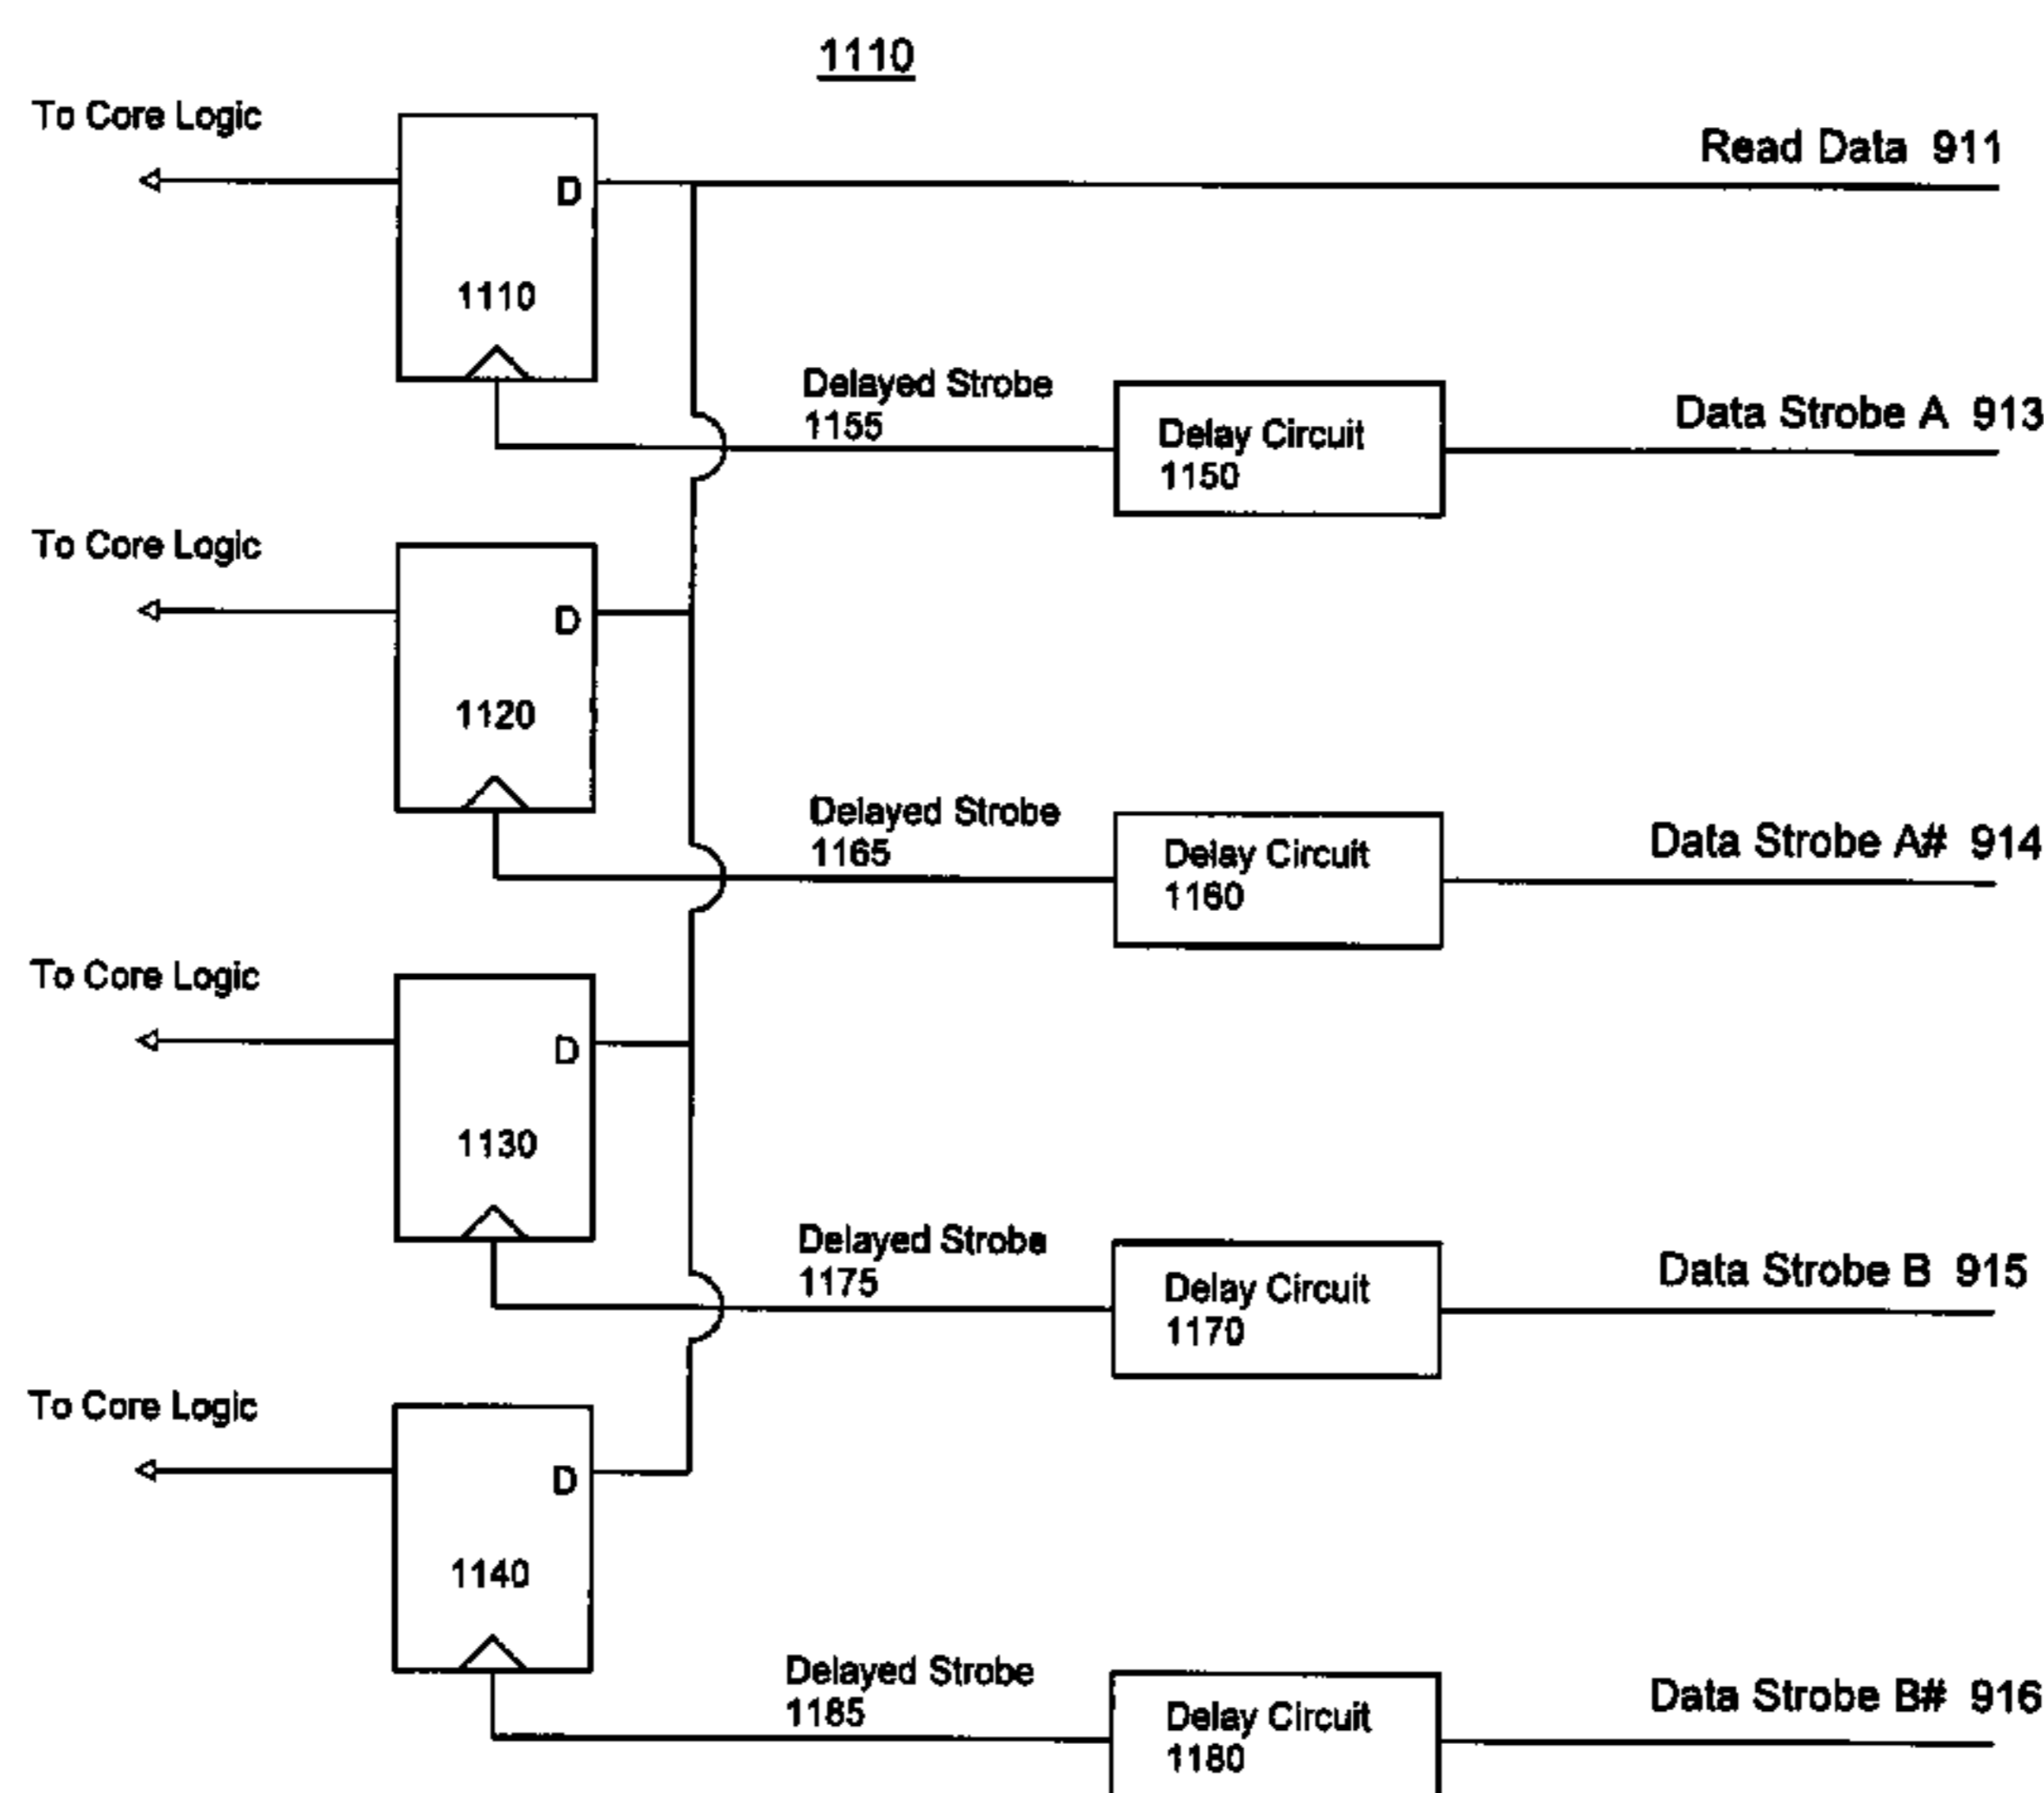 1110
To Core Logic
Read Data 911
D
1110
Delayed Strobe
1155
Delay Circuit
1150
Data Strobe A 913
To Core Logic
D
1120
Delayed Strobe
1165
Delay Circuit
1160
Data Strobe A# 914
To Core Logic
D
1130
Delayed Strobe
1175
Delay Circuit
1170
Data Strobe B 915
To Core Logic
D
1140
Delayed Strobe
1185
Delay Circuit
1180
Data Strobe B# 916